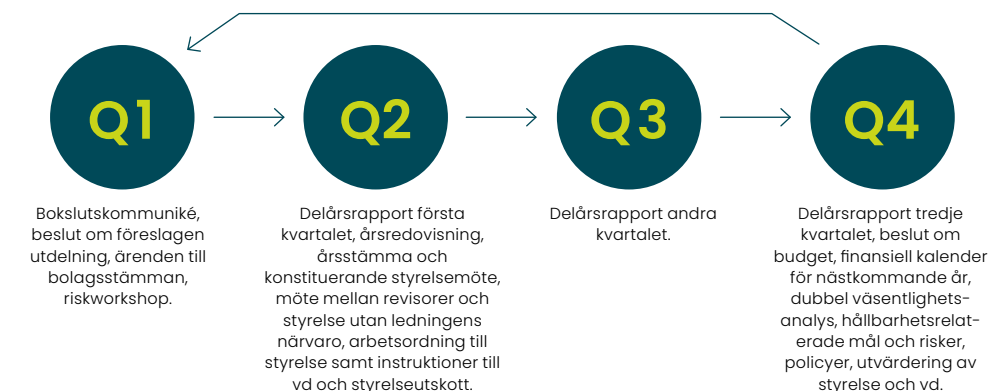 Q1
Bokslutskommuniké,
beslut om föreslagen
utdelning, ärenden till
bolagsstämman,
riskworkshop.
Q2
Delårsrapport första
kvartalet, årsredovisning,
årsstämma och
konstituerande styrelsemöte,
möte mellan revisorer och
styrelse utan ledningens
närvaro, arbetsordning till
styrelse samt instruktioner till
vd och styrelseutskott.
Q3
Delårsrapport andra
kvartalet.
Q4
Delårsrapport tredje
kvartalet, beslut om
budget, finansiell kalender
för nästkommande år,
dubbel väsentlighets-
analys, hållbarhetsrelat-
erade mål och risker,
policyer, utvärdering av
styrelse och vd.